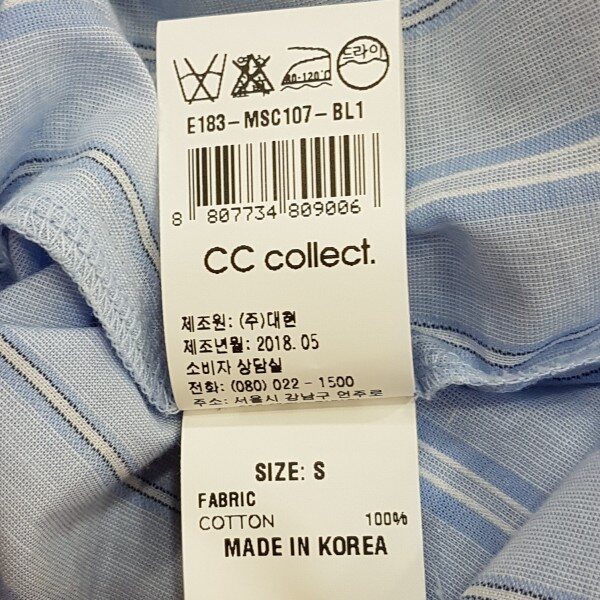 80-120°C
드라이
E183-MSC107-BL1
8 807734 809006
CC collect.
제조원: (주)대현
제조년월: 2018. 05
소비자 상담실
전화: (080) 022 - 1500
주소: 서울시 강남구 언주로
SIZE: S
FABRIC
COTTON 100%
MADE IN KOREA